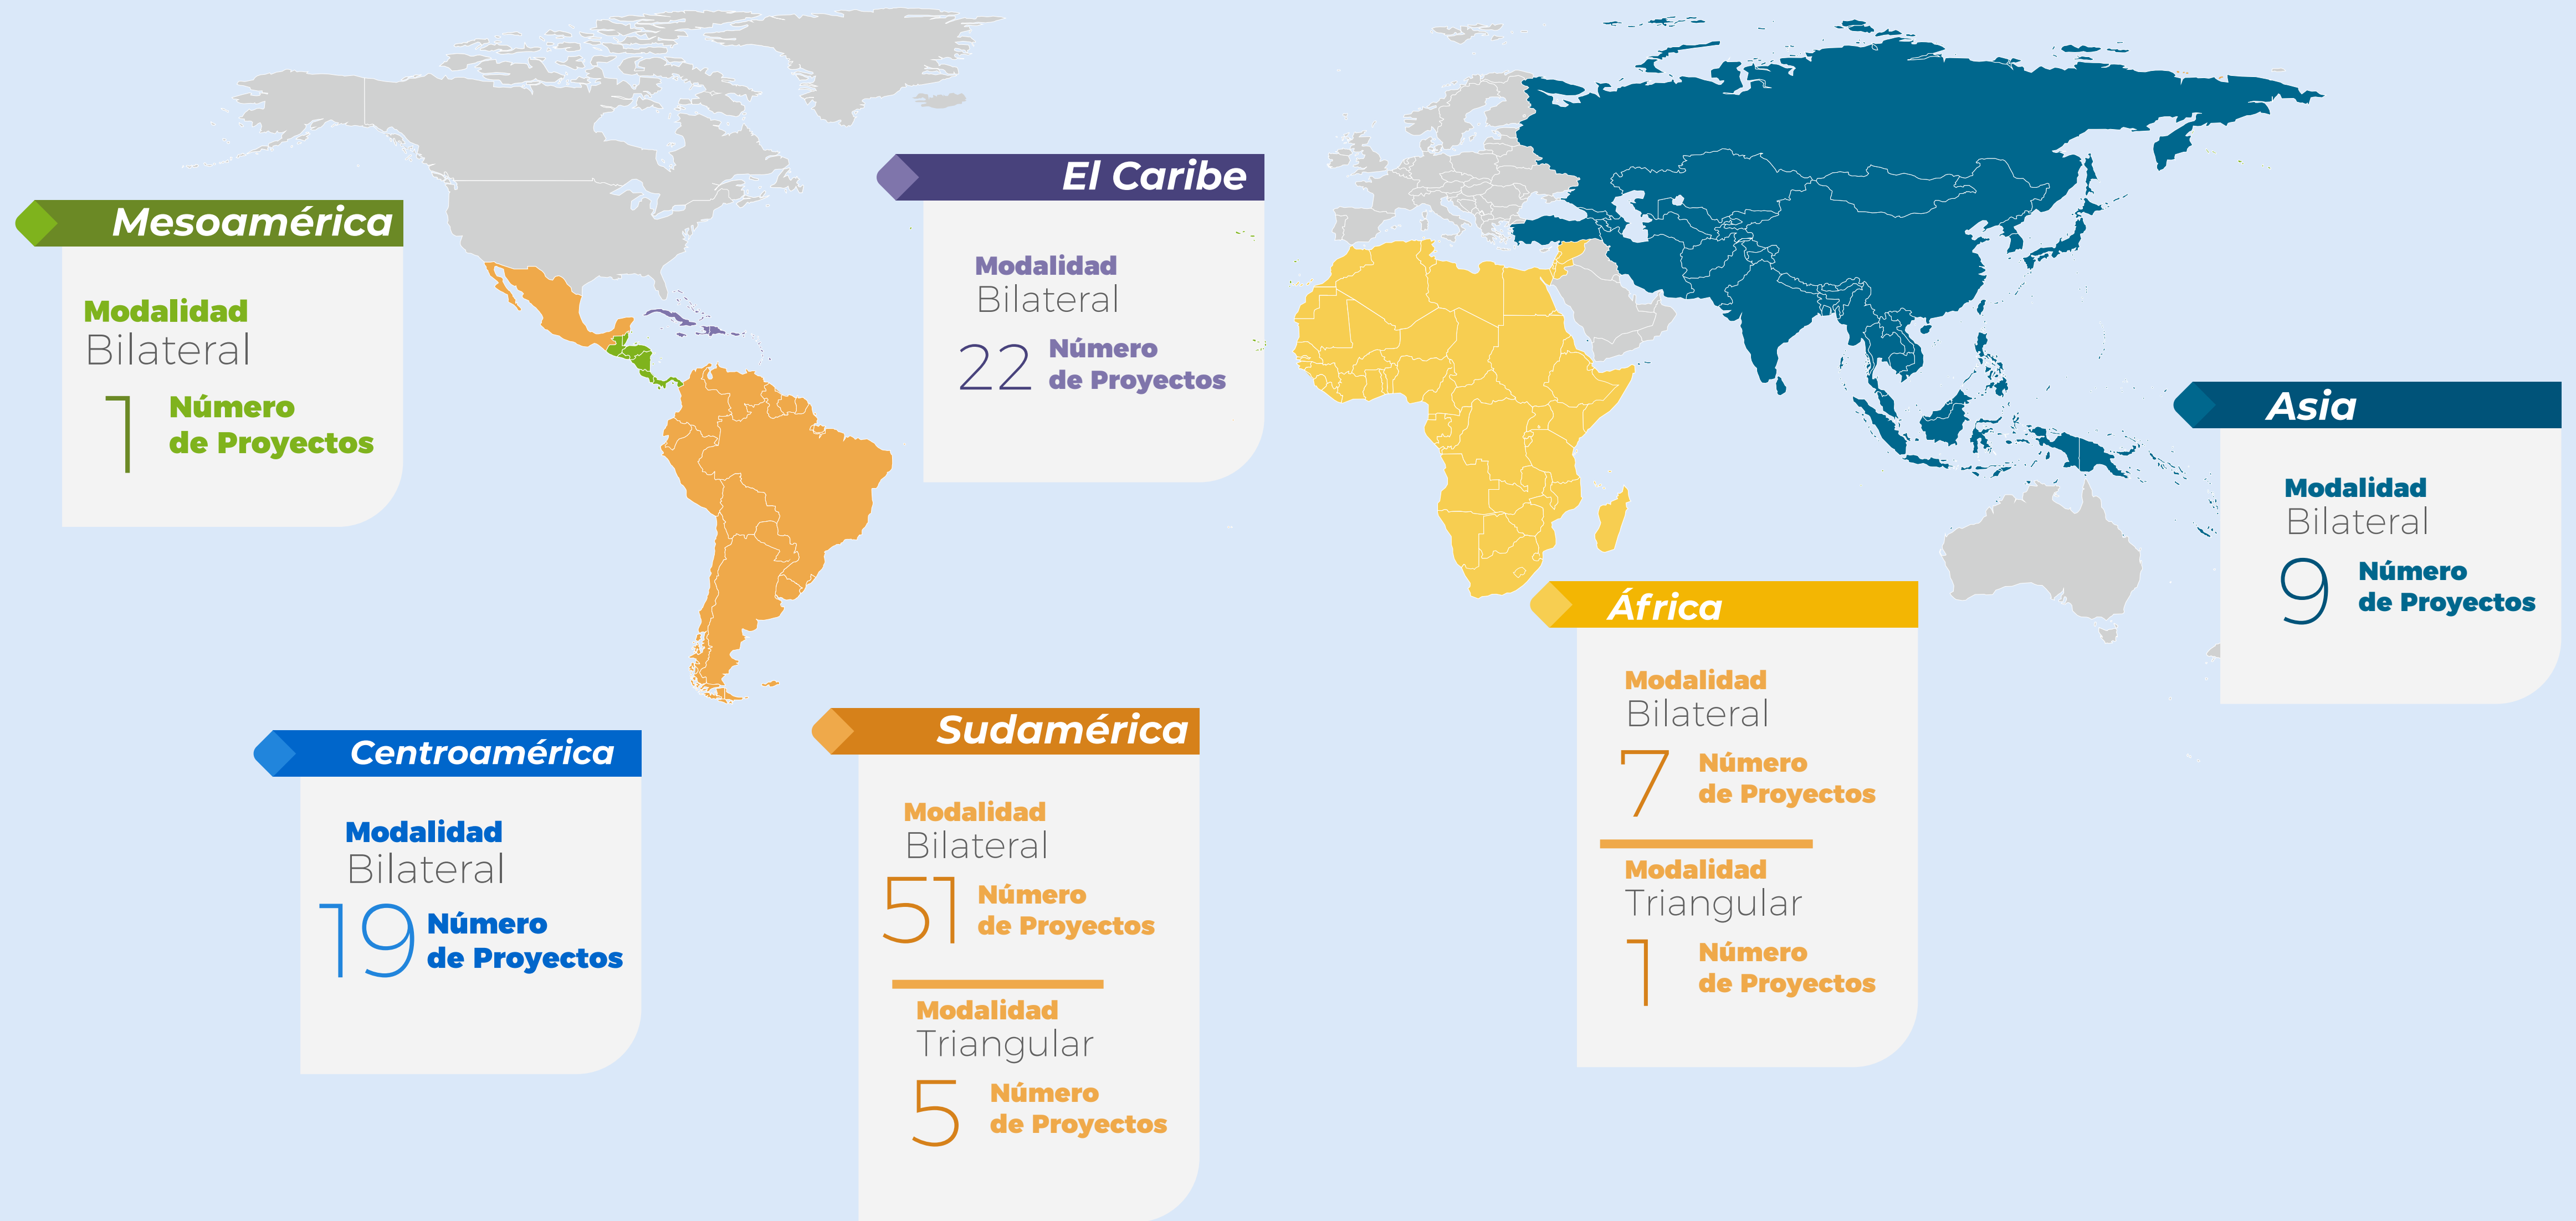 Mesoamérica
Modalidad
Bilateral
1
Número
de Proyectos
El Caribe
Modalidad
Bilateral
22
Número
de Proyectos
Asia
Modalidad
Bilateral
9
Número
de Proyectos
Centroamérica
Modalidad
Bilateral
19
Número
de Proyectos
Sudamérica
Modalidad
Bilateral
51
Número
de Proyectos
Modalidad
Triangular
5
Número
de Proyectos
África
Modalidad
Bilateral
7
Número
de Proyectos
Modalidad
Triangular
1
Número
de Proyectos